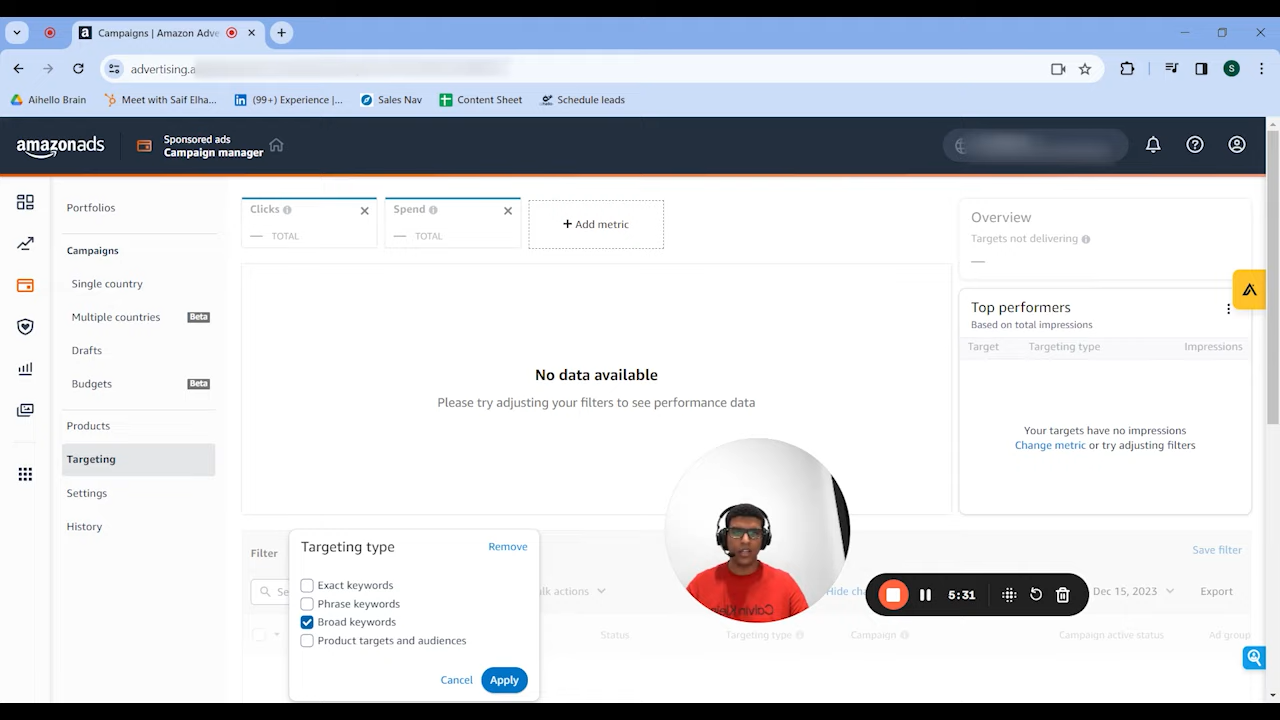 Campaigns | Amazon Adve
advertising.a
Aihello Brain
Meet with Saif Elha...
(99+) Experience |...
Sales Nav
Content Sheet
Schedule leads
amazonads
Sponsored ads
Campaign manager
Portfolios
Campaigns
Single country
Multiple countries Beta
Drafts
Budgets Beta
Products
Targeting
Settings
History
Clicks
— TOTAL
Spend
— TOTAL
+ Add metric
No data available
Please try adjusting your filters to see performance data
Overview
Targets not delivering
—
Top performers
Based on total impressions
Target Targeting type Impressions
Your targets have no impressions
Change metric or try adjusting filters
Filter
Save filter
Se
lk actions
Hide cha
Dec 15, 2023
Export
Status Targeting type Campaign Campaign active status Ad group
Targeting type Remove
Exact keywords
Phrase keywords
Broad keywords
Product targets and audiences
Cancel Apply
5:31